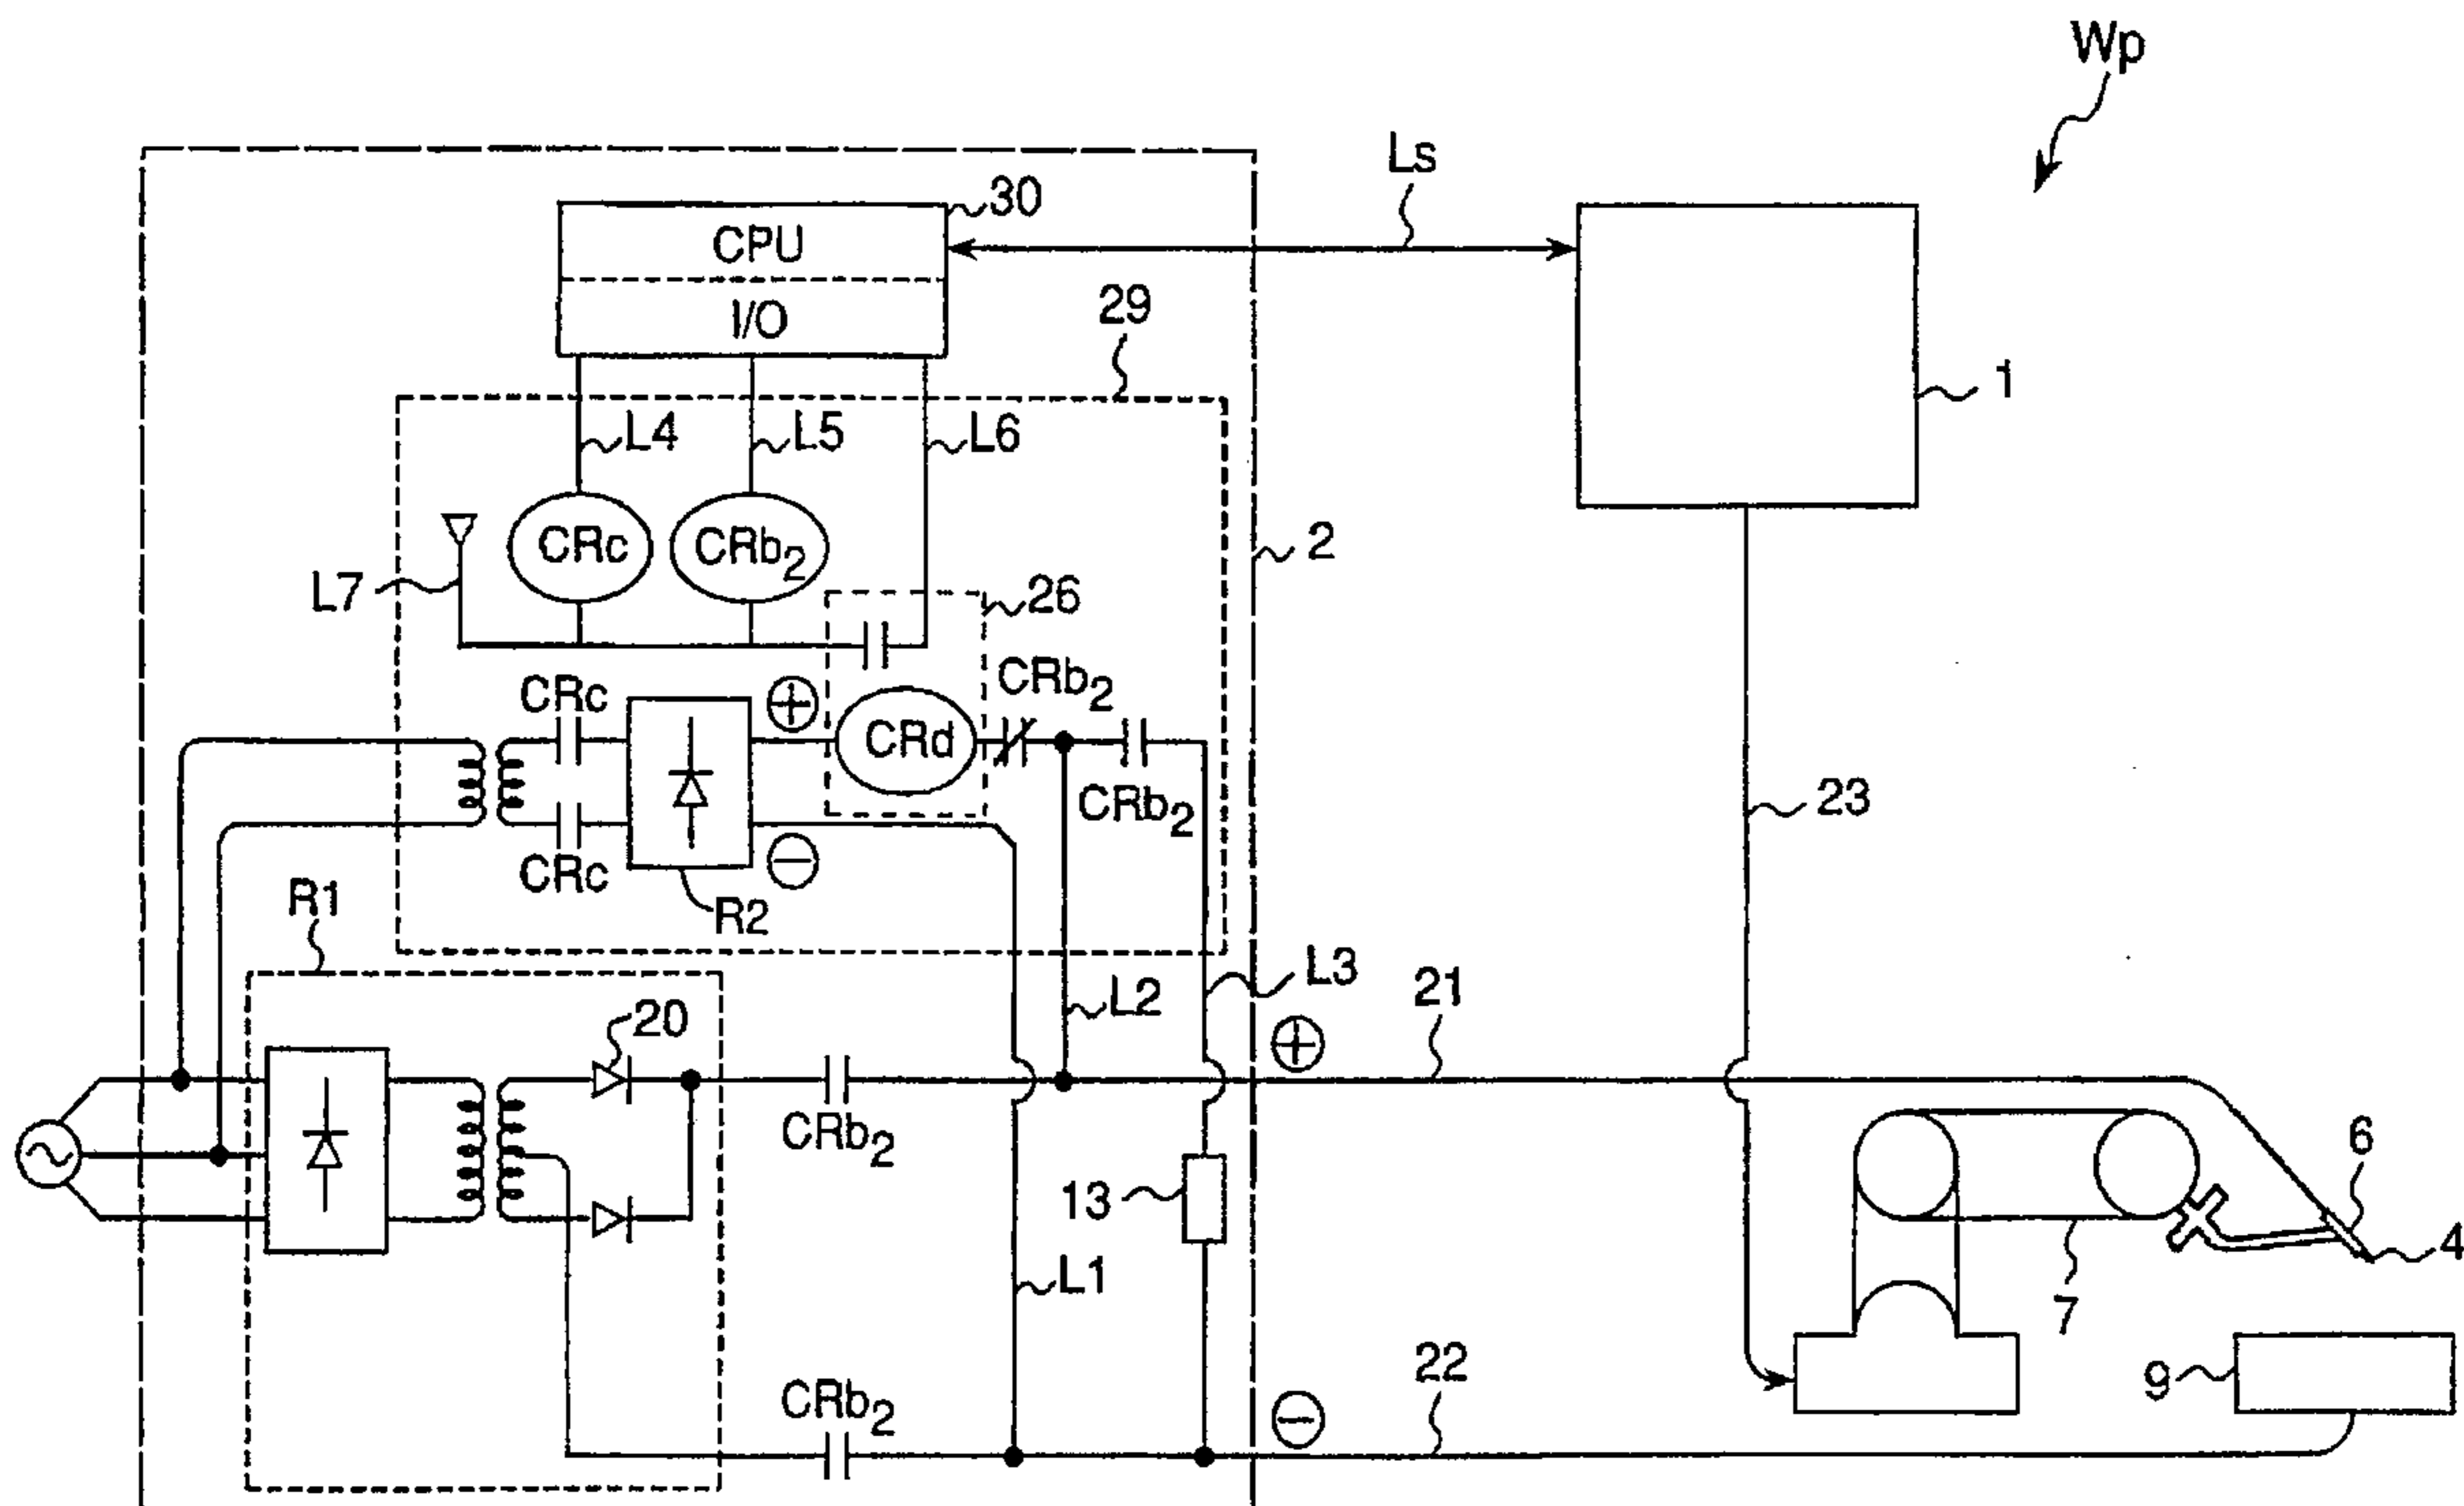 Wp
Ls
30
CPU
I/O
29
1
L4
L5
L6
CRc
CRb2
2
L7
26
CRc
⊕
CRb2
CRd
23
CRb2
CRc
⊖
R1
R2
L3
L2
21
20
⊕
CRb2
6
13
4
L1
7
CRb2
22
9
⊖